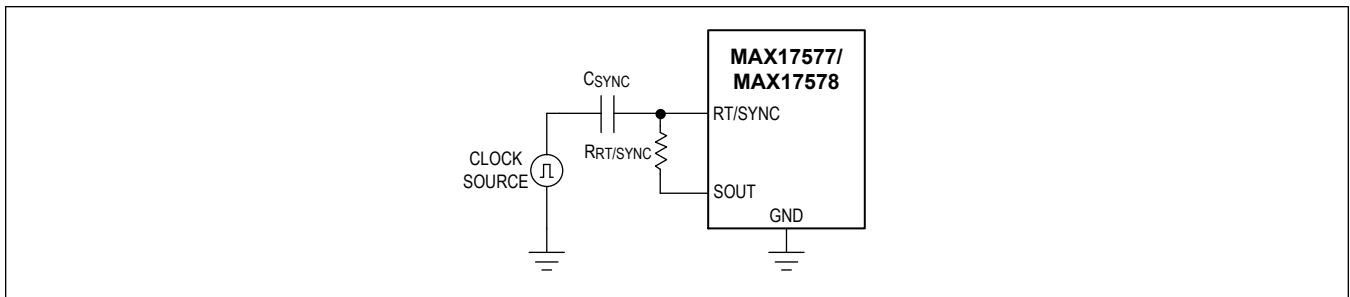 MAX17577/
MAX17578
CSYNC
RT/SYNC
RRT/SYNC
CLOCK
SOURCE
SOUT
GND